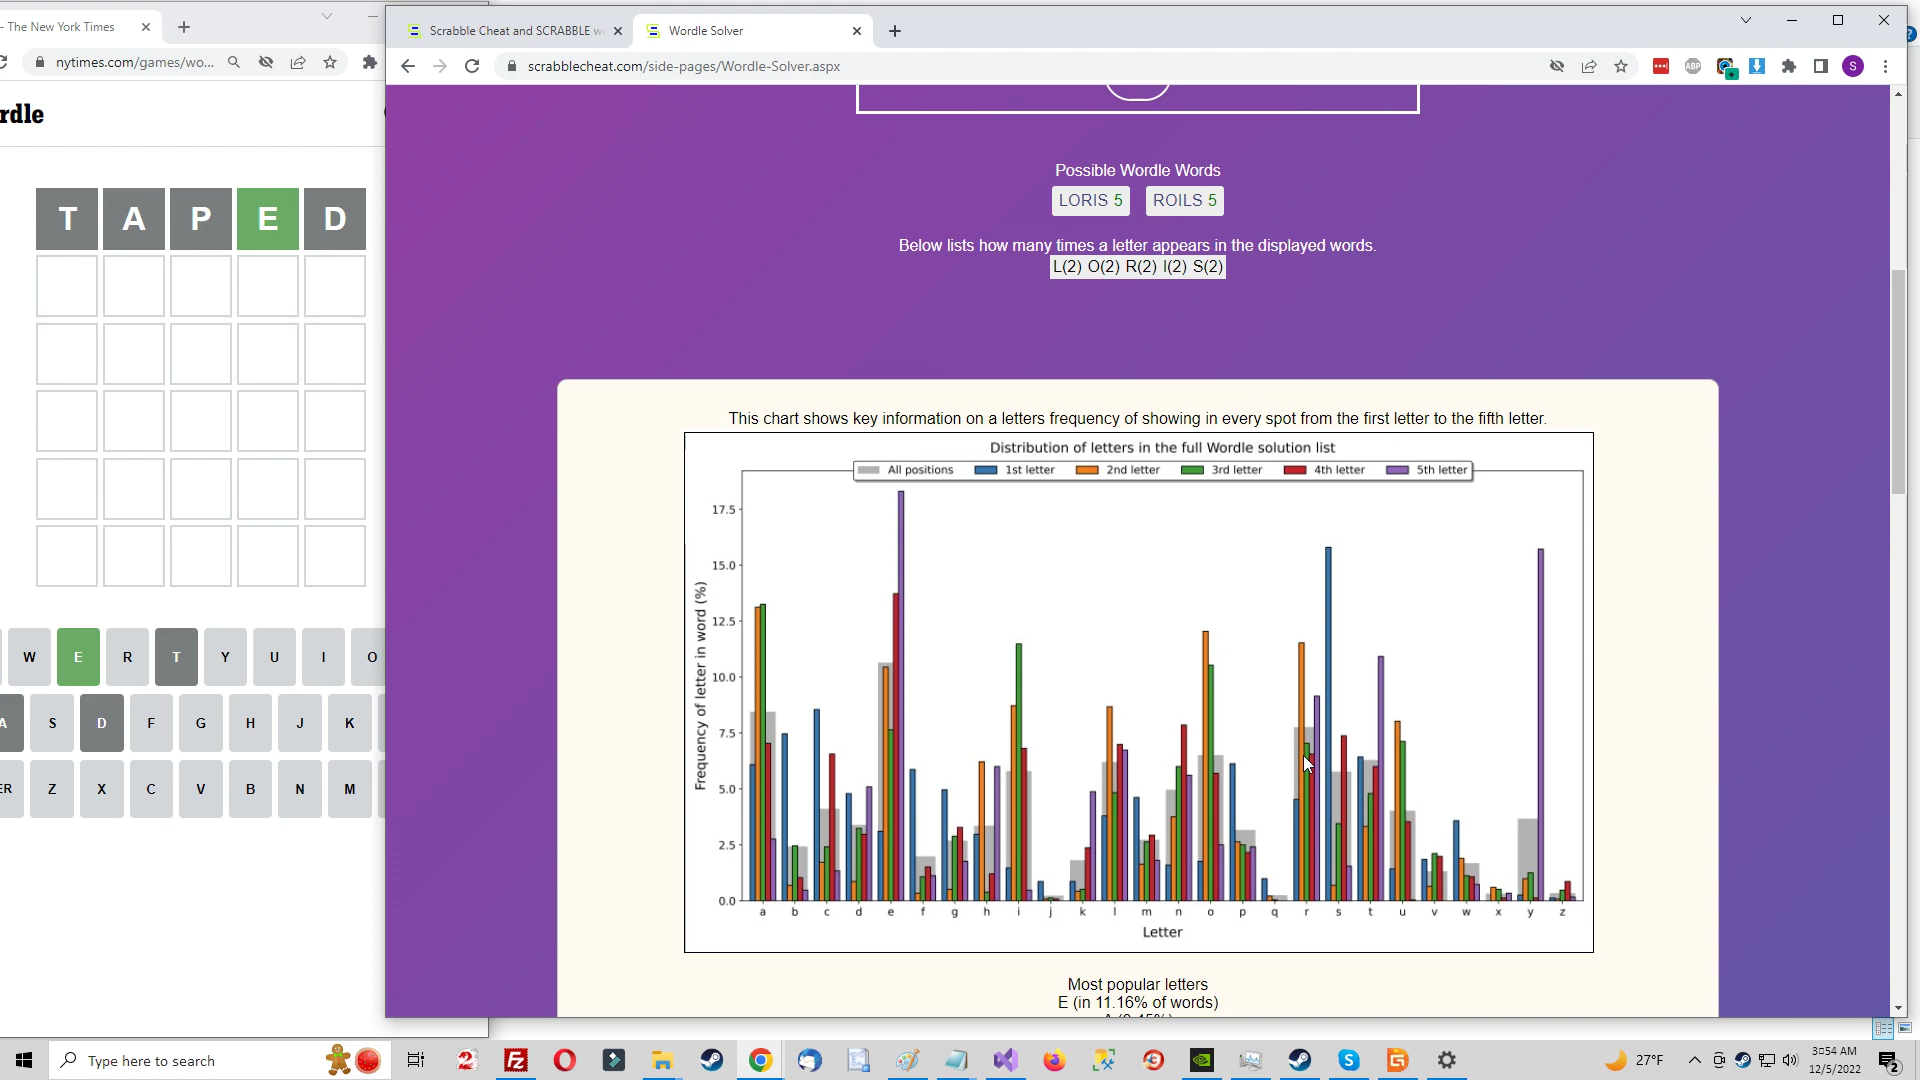 - The New York Times
nytimes.com/games/wo...
rdle
T A P E D
W E R T Y U I O
A S D F G H J K
ER Z X C V B N M
Scrabble Cheat and SCRABBLE w
Wordle Solver
scrabblecheat.com/side-pages/Wordle-Solver.aspx
ABP
S
Possible Wordle Words
LORIS 5 ROILS 5
Below lists how many times a letter appears in the displayed words.
L(2) O(2) R(2) I(2) S(2)
This chart shows key information on a letters frequency of showing in every spot from the first letter to the fifth letter.
Distribution of letters in the full Wordle solution list
All positions 1st letter 2nd letter 3rd letter 4th letter 5th letter
Frequency of letter in word (%)
17.5
15.0
12.5
10.0
7.5
5.0
2.5
0.0
a b c d e f g h i j k l m n o p q r s t u v w x y z
Letter
Most popular letters
E (in 11.16% of words)
Type here to search
27°F
3:54 AM
12/5/2022
2